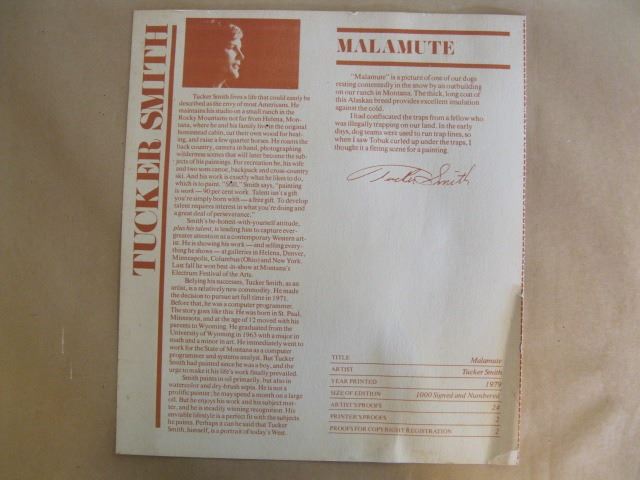 TUCKER SMITH
Tucker Smith lives a life that could easily be
described as the envy of most Americans. He
maintains his studio on a small ranch in the
Rocky Mountains not far from Helena, Mon-
tana, where he and his family live in the original
homestead cabin, cut their own wood for heat-
ing, and raise a few quarter horses. He roams the
back country, camera in hand, photographing
wilderness scenes that will later become the sub-
jects of his paintings. For recreation he, his wife
and two sons canoe, backpack and cross-country
ski. And his work is exactly what he likes to do,
which is to paint. "Still," Smith says, "painting
is work — 90 per cent work. Talent isn't a gift
you're simply born with — a free gift. To develop
talent requires interest in what you're doing and
a great deal of perseverance."
Smith's be-honest-with-yourself attitude,
plus his talent, is leading him to capture ever-
greater attention as a contemporary Western art-
ist. He is showing his work — and selling every-
thing he shows — at galleries in Helena, Denver,
Minneapolis, Columbus (Ohio) and New York.
Last fall he won best-in-show at Montana's
Electrum Festival of the Arts.
Belying his successes, Tucker Smith, as an
artist, is a relatively new commodity. He made
the decision to pursue art full time in 1971.
Before that, he was a computer programmer.
The story goes like this: He was born in St. Paul,
Minnesota, and at the age of 12 moved with his
parents to Wyoming. He graduated from the
University of Wyoming in 1963 with a major in
math and a minor in art. He immediately went to
work for the State of Montana as a computer
programmer and systems analyst. But Tucker
Smith had painted since he was a boy, and the
urge to make it his life's work finally prevailed.
Smith paints in oil primarily, but also in
watercolor and dry-brush sepia. He is not a
prolific painter; he may spend a month on a large
oil. But he enjoys his work and his subject mat-
ter, and he is steadily winning recognition. His
enviable lifestyle is a perfect fit with the subjects
he paints. Perhaps it can be said that Tucker
Smith, himself, is a portrait of today's West.
MALAMUTE
"Malamute" is a picture of one of our dogs
resting contentedly in the snow by an outbuilding
on our ranch in Montana. The thick, long coat of
this Alaskan breed provides excellent insulation
against the cold.
I had confiscated the traps from a fellow who
was illegally trapping on our land. In the early
days, dog teams were used to run trap lines, so
when I saw Tobuk curled up under the traps, I
thought it a fitting scene for a painting.
Tucker Smith
TITLE Malamute
ARTIST Tucker Smith
YEAR PRINTED 1979
SIZE OF EDITION 1000 Signed and Numbered
ARTIST'S PROOFS 24
PRINTER'S PROOFS 2
PROOFS FOR COPYRIGHT REGISTRATION 2